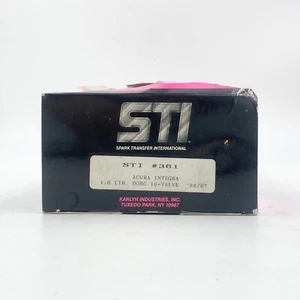 STI
SPARK TRANSFER INTERNATIONAL
STI #361
ACURA INTEGRA
1.6 LTR. DOHC 16-VALVE '86/87
KARLYN INDUSTRIES, INC.
TUXEDO PARK, NY 10987